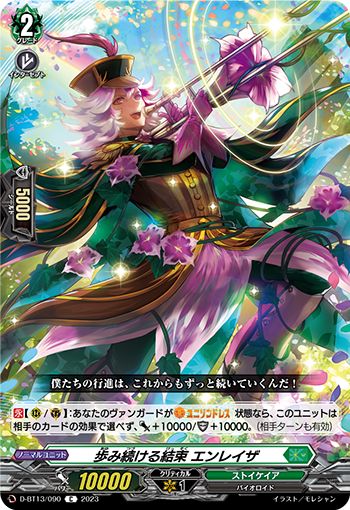 2
グレード
インターセプト
5000
シールド
僕たちの行進は、これからもずっと続いていくんだ！
【永】【(V)/(R)】：あなたのヴァンガードがユニゾンドレス状態なら、このユニットは
相手のカードの効果で選べず、+10000/+10000。(相手ターンも有効)
ノーマルユニット
歩み続ける結束 エンレイザ
パワー 10000
クリティカル
1
ストイケイア
バイオロイド
D-BT13/090 C 2023
イラスト／モレシャン